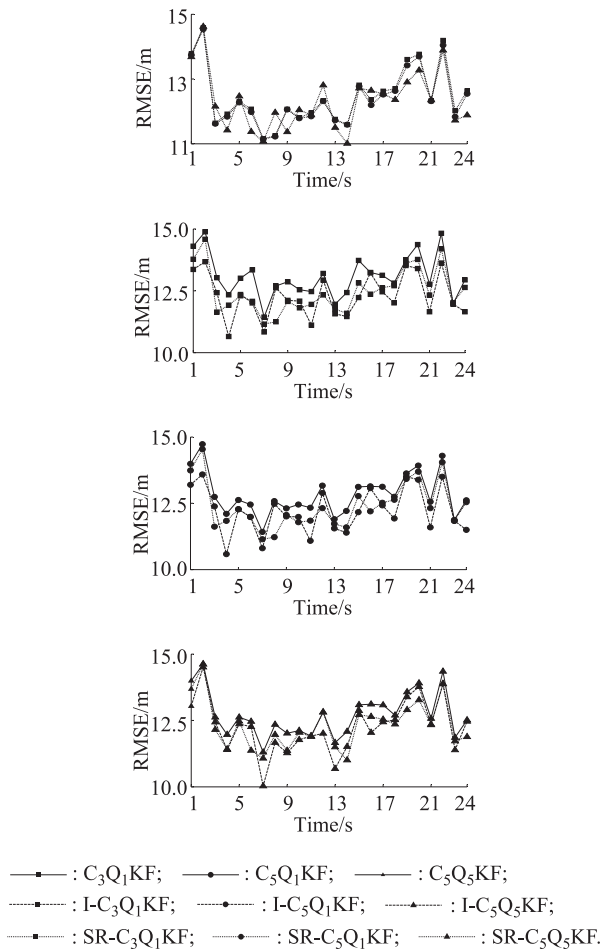 15
13
11
RMSE/m
1 5 9 13 17 21 24
Time/s
15.0
12.5
10.0
RMSE/m
1 5 9 13 17 21 24
Time/s
15.0
12.5
10.0
RMSE/m
1 5 9 13 17 21 24
Time/s
15.0
12.5
10.0
RMSE/m
1 5 9 13 17 21 24
Time/s
: C₃Q₁KF; : C₅Q₁KF; : C₅Q₅KF;
: I-C₃Q₁KF; : I-C₅Q₁KF; : I-C₅Q₅KF;
: SR-C₃Q₁KF; : SR-C₅Q₁KF; : SR-C₅Q₅KF.